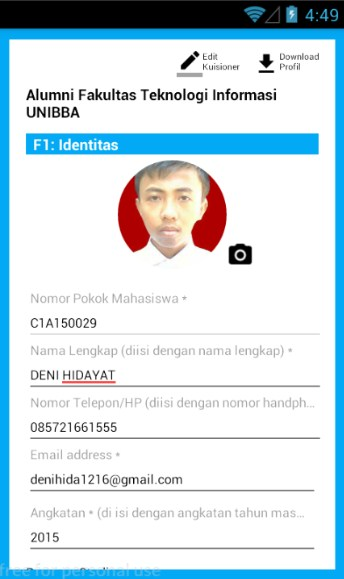 4:49
Edit
Kuisioner
Download
Profil
Alumni Fakultas Teknologi Informasi
UNIBBA
F1: Identitas
Nomor Pokok Mahasiswa *
C1A150029
Nama Lengkap (diisi dengan nama lengkap) *
DENI HIDAYAT
Nomor Telepon/HP (diisi dengan nomor handph...
085721661555
Email address *
denihida1216@gmail.com
Angkatan * (di isi dengan angkatan tahun mas...
2015
free for personal use